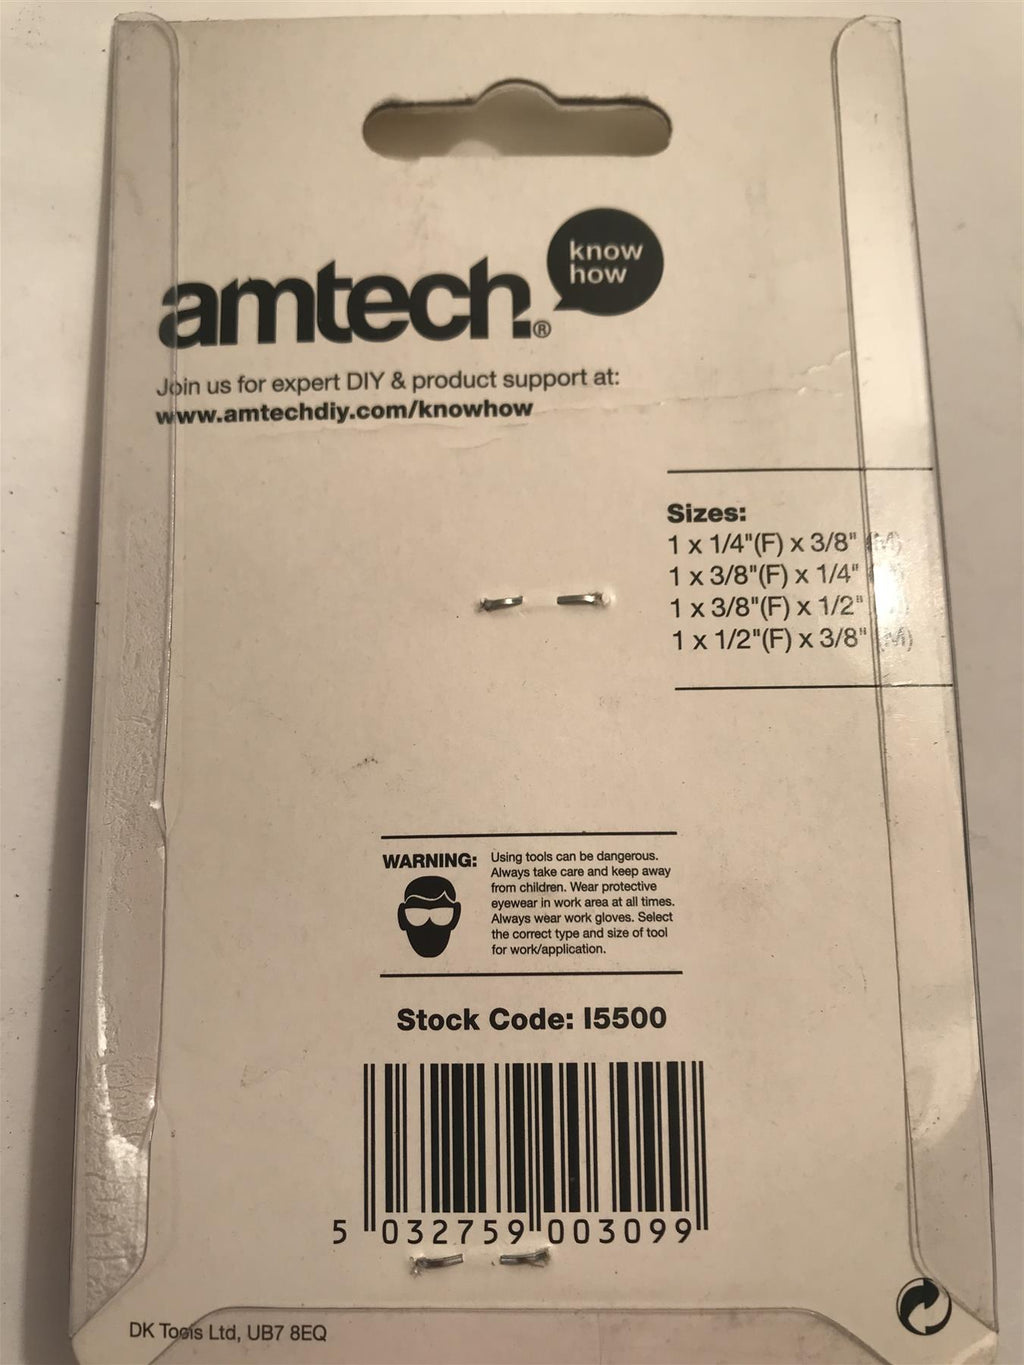 know
how
amtech®
Join us for expert DIY & product support at:
www.amtechdiy.com/knowhow
Sizes:
1 x 1/4"(F) x 3/8" (M)
1 x 3/8"(F) x 1/4"
1 x 3/8"(F) x 1/2"
1 x 1/2"(F) x 3/8" (M)
WARNING:
Using tools can be dangerous.
Always take care and keep away
from children. Wear protective
eyewear in work area at all times.
Always wear work gloves. Select
the correct type and size of tool
for work/application.
Stock Code: I5500
5 032759 003099
DK Tools Ltd, UB7 8EQ